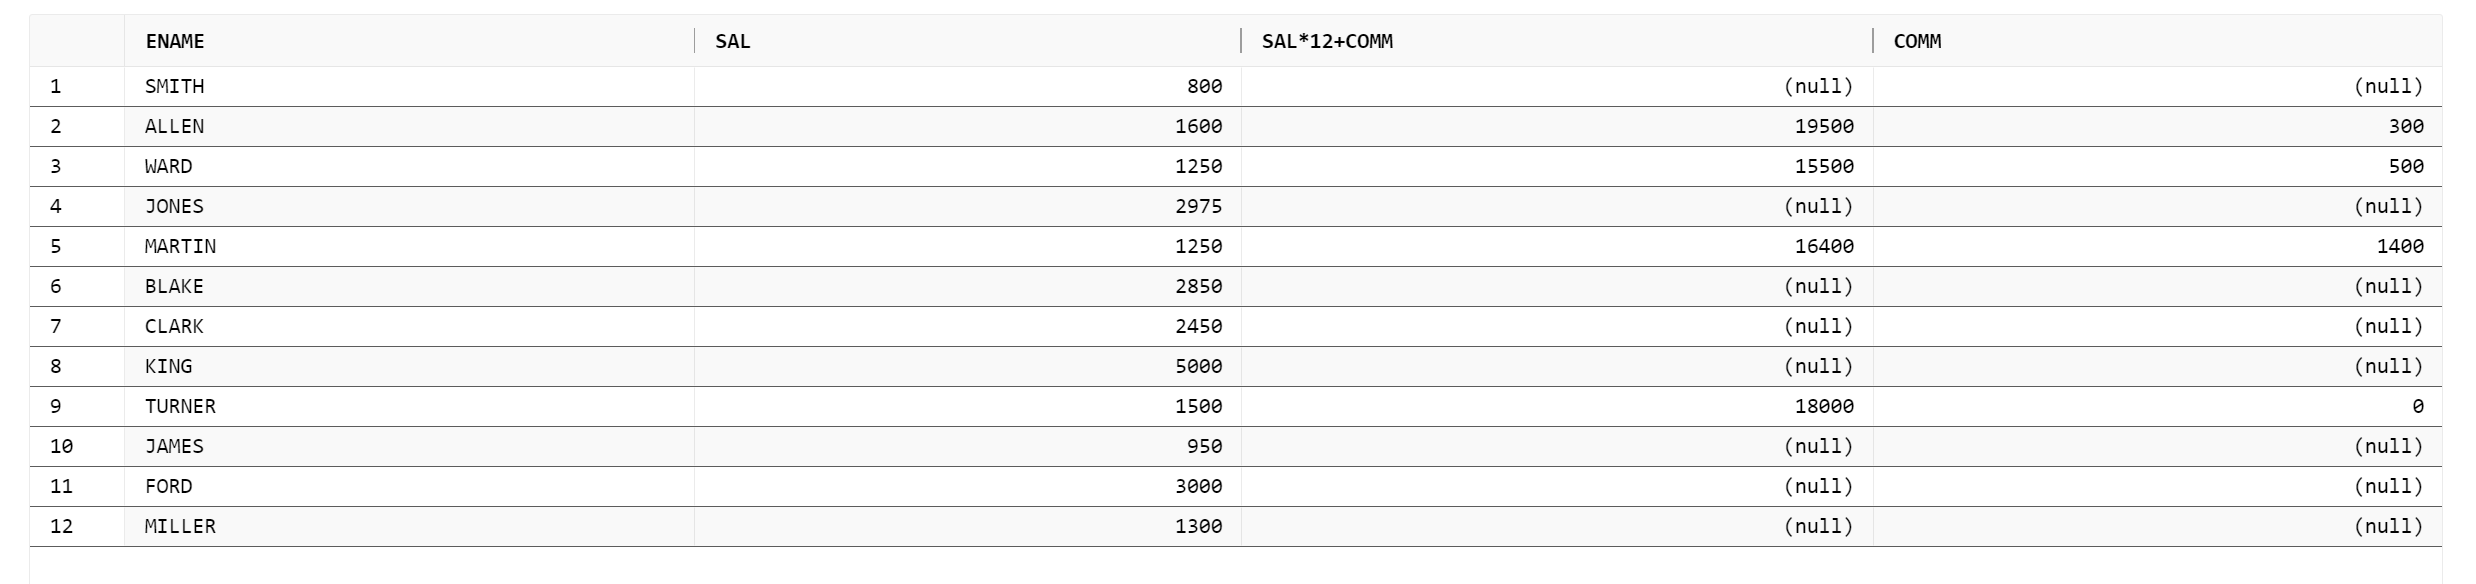 ENAME SAL SAL*12+COMM COMM
1 SMITH 800 (null) (null)
2 ALLEN 1600 19500 300
3 WARD 1250 15500 500
4 JONES 2975 (null) (null)
5 MARTIN 1250 16400 1400
6 BLAKE 2850 (null) (null)
7 CLARK 2450 (null) (null)
8 KING 5000 (null) (null)
9 TURNER 1500 18000 0
10 JAMES 950 (null) (null)
11 FORD 3000 (null) (null)
12 MILLER 1300 (null) (null)